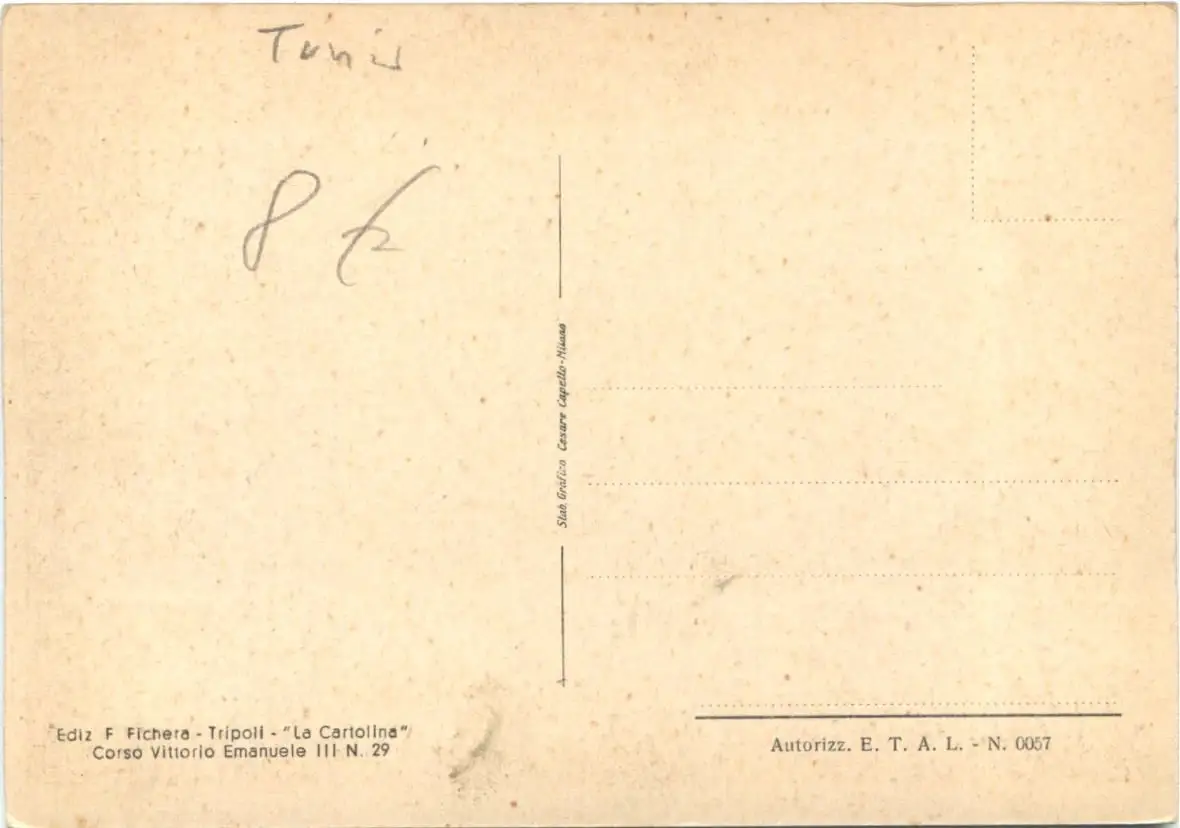 Tunis
8 €
Stab. Grafico Cesare Capello-Milano
Ediz F Fichera - Tripoli - "La Cartolina"
Corso Vittorio Emanuele III N. 29
Autorizz. E. T. A. L. - N. 0057